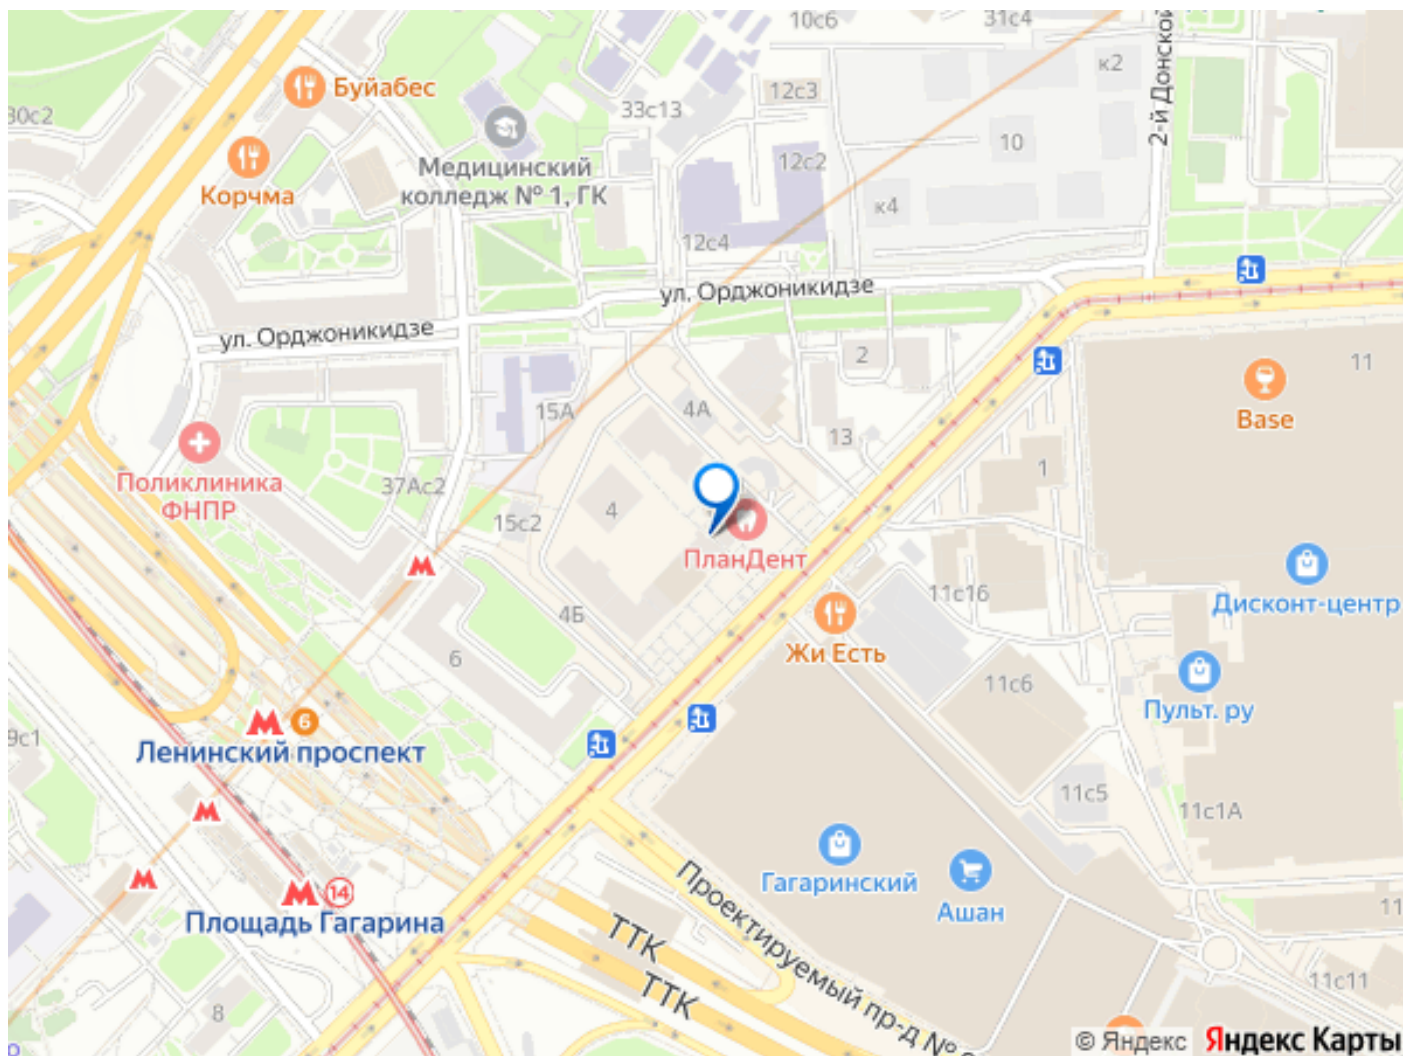 10с6
31с4
2-й Донской
к2
Буйабес
12с3
30с2
33с13
10
12с2
Медицинский
колледж № 1, ГК
Корчма
к4
12с4
ул. Орджоникидзе
ул. Орджоникидзе
2
11
Base
15А
4А
13
1
Поликлиника
ФНПР
37Ас2
4
15с2
ПланДент
М
11с16
Дисконт-центр
4Б
Жи Есть
6
11с6
Пульт.ру
М 6
Ленинский проспект
9с1
11с5
11с1А
М
Гагаринский
Ашан
М
М 14
Площадь Гагарина
ТТК
ТТК
Проектируемый пр-д №
11
11с11
8
© Яндекс Яндекс Карты